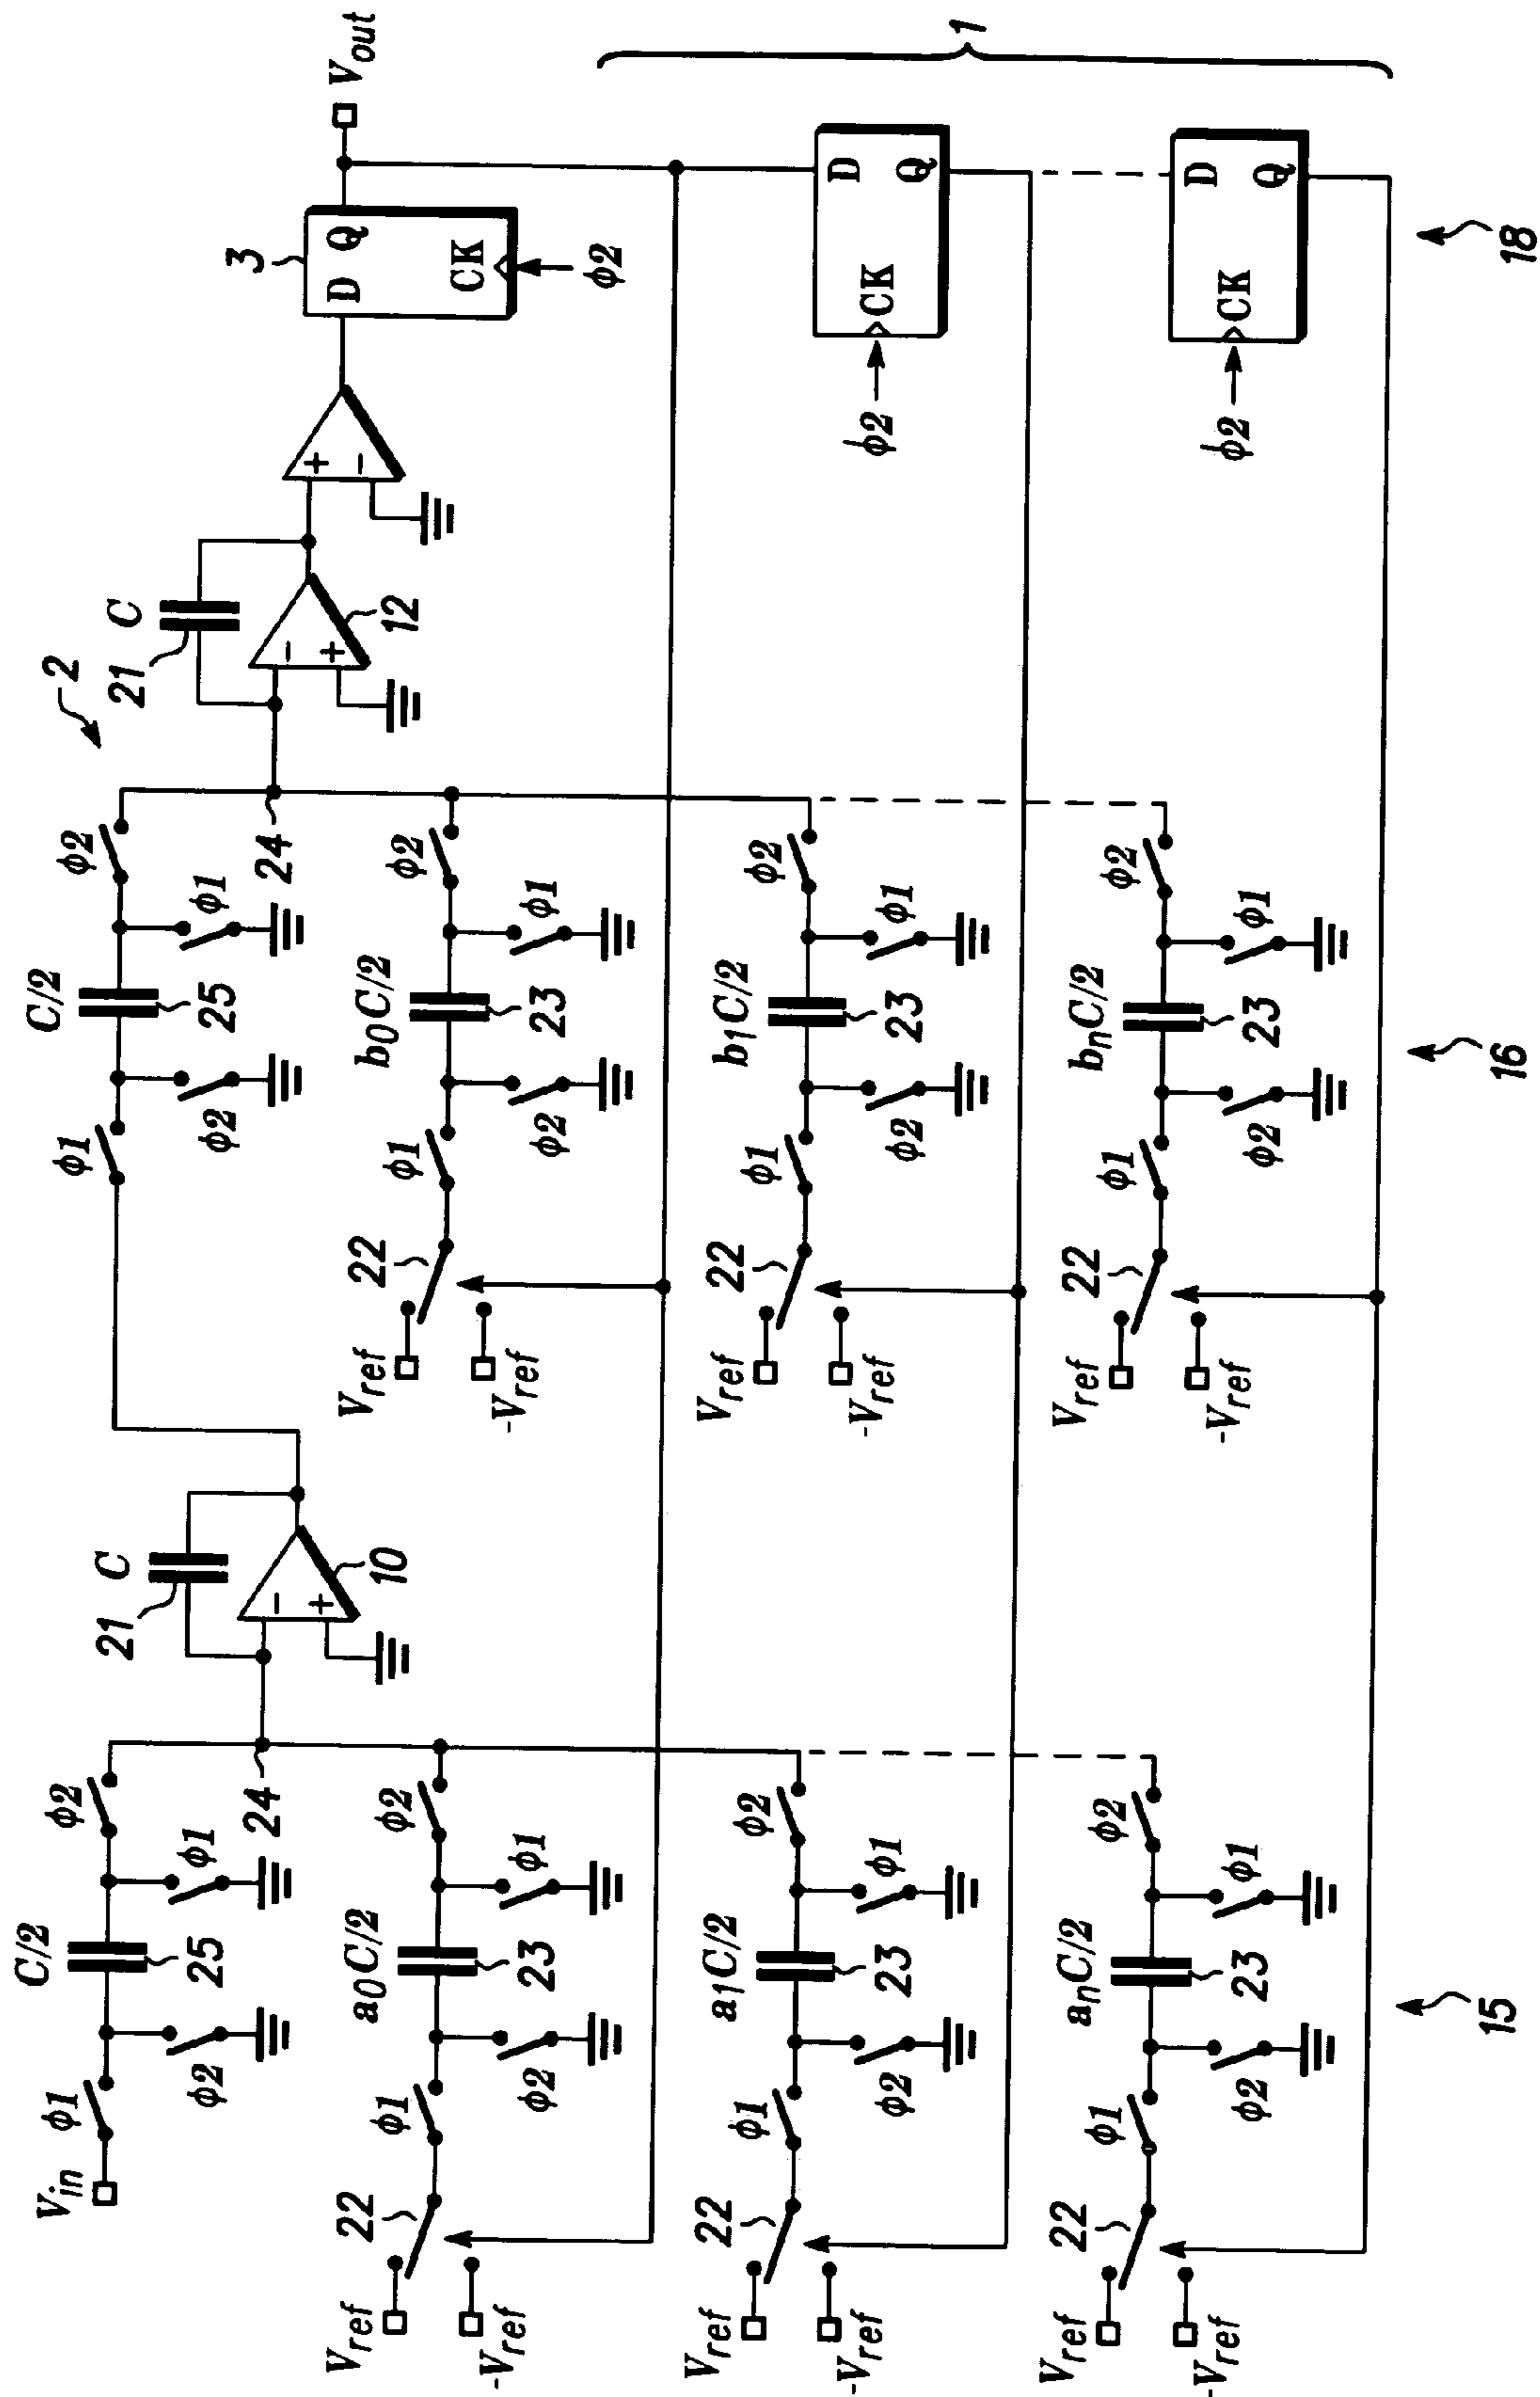 2
C/2
C/2
Vin
ϕ1
25
ϕ1
ϕ2
21
C
ϕ1
25
ϕ1
ϕ2
21
C
3
Vout
ϕ2
ϕ2
24
10
24
12
D
Q
CK
ϕ2
Vref
22
ϕ1
a0C/2
ϕ2
Vref
22
ϕ1
b0C/2
ϕ2
23
ϕ1
23
ϕ1
-Vref
ϕ2
-Vref
ϕ2
Vref
22
ϕ1
a1C/2
ϕ2
Vref
22
ϕ1
b1C/2
ϕ2
ϕ2
CK
D
Q
1
23
ϕ1
23
ϕ1
-Vref
ϕ2
-Vref
ϕ2
Vref
22
ϕ1
anC/2
ϕ2
Vref
22
ϕ1
bnC/2
ϕ2
ϕ2
CK
D
Q
23
ϕ1
23
ϕ1
-Vref
ϕ2
-Vref
ϕ2
15
16
18
+
−
+
−
+
−